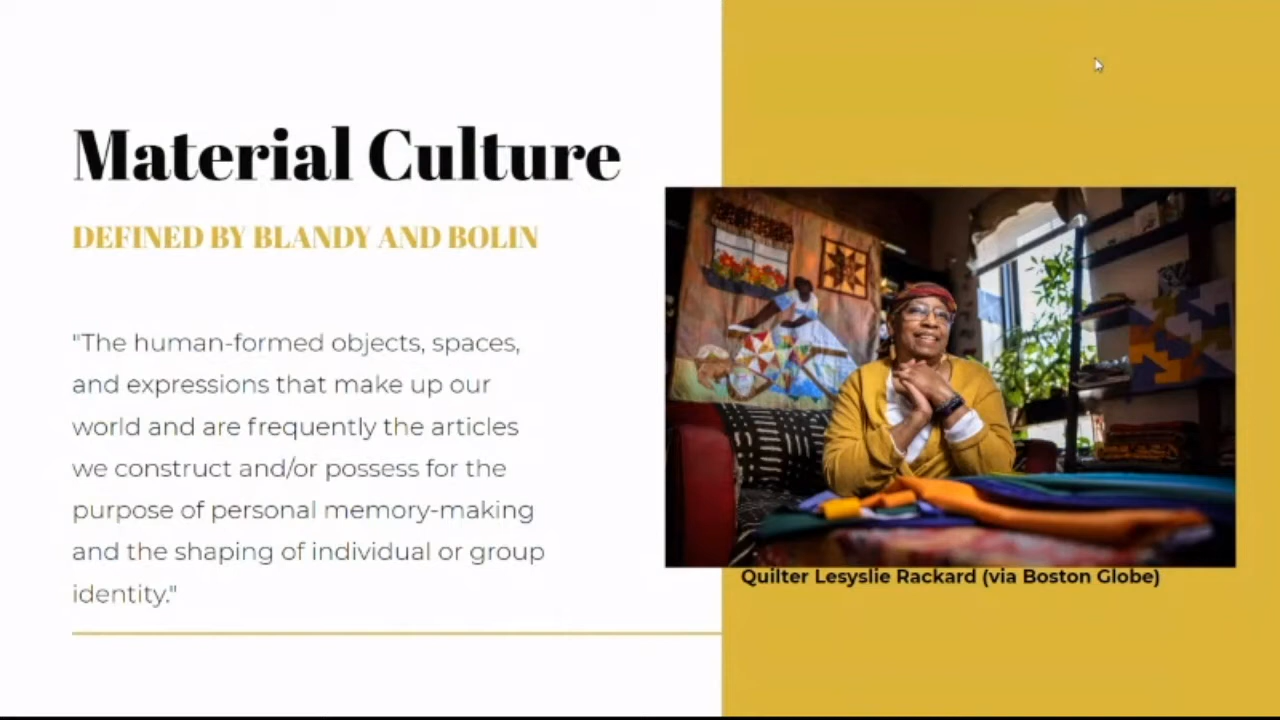 Material Culture
DEFINED BY BLANDY AND BOLIN
"The human-formed objects, spaces,
and expressions that make up our
world and are frequently the articles
we construct and/or possess for the
purpose of personal memory-making
and the shaping of individual or group
identity."
Quilter Lesyslie Rackard (via Boston Globe)